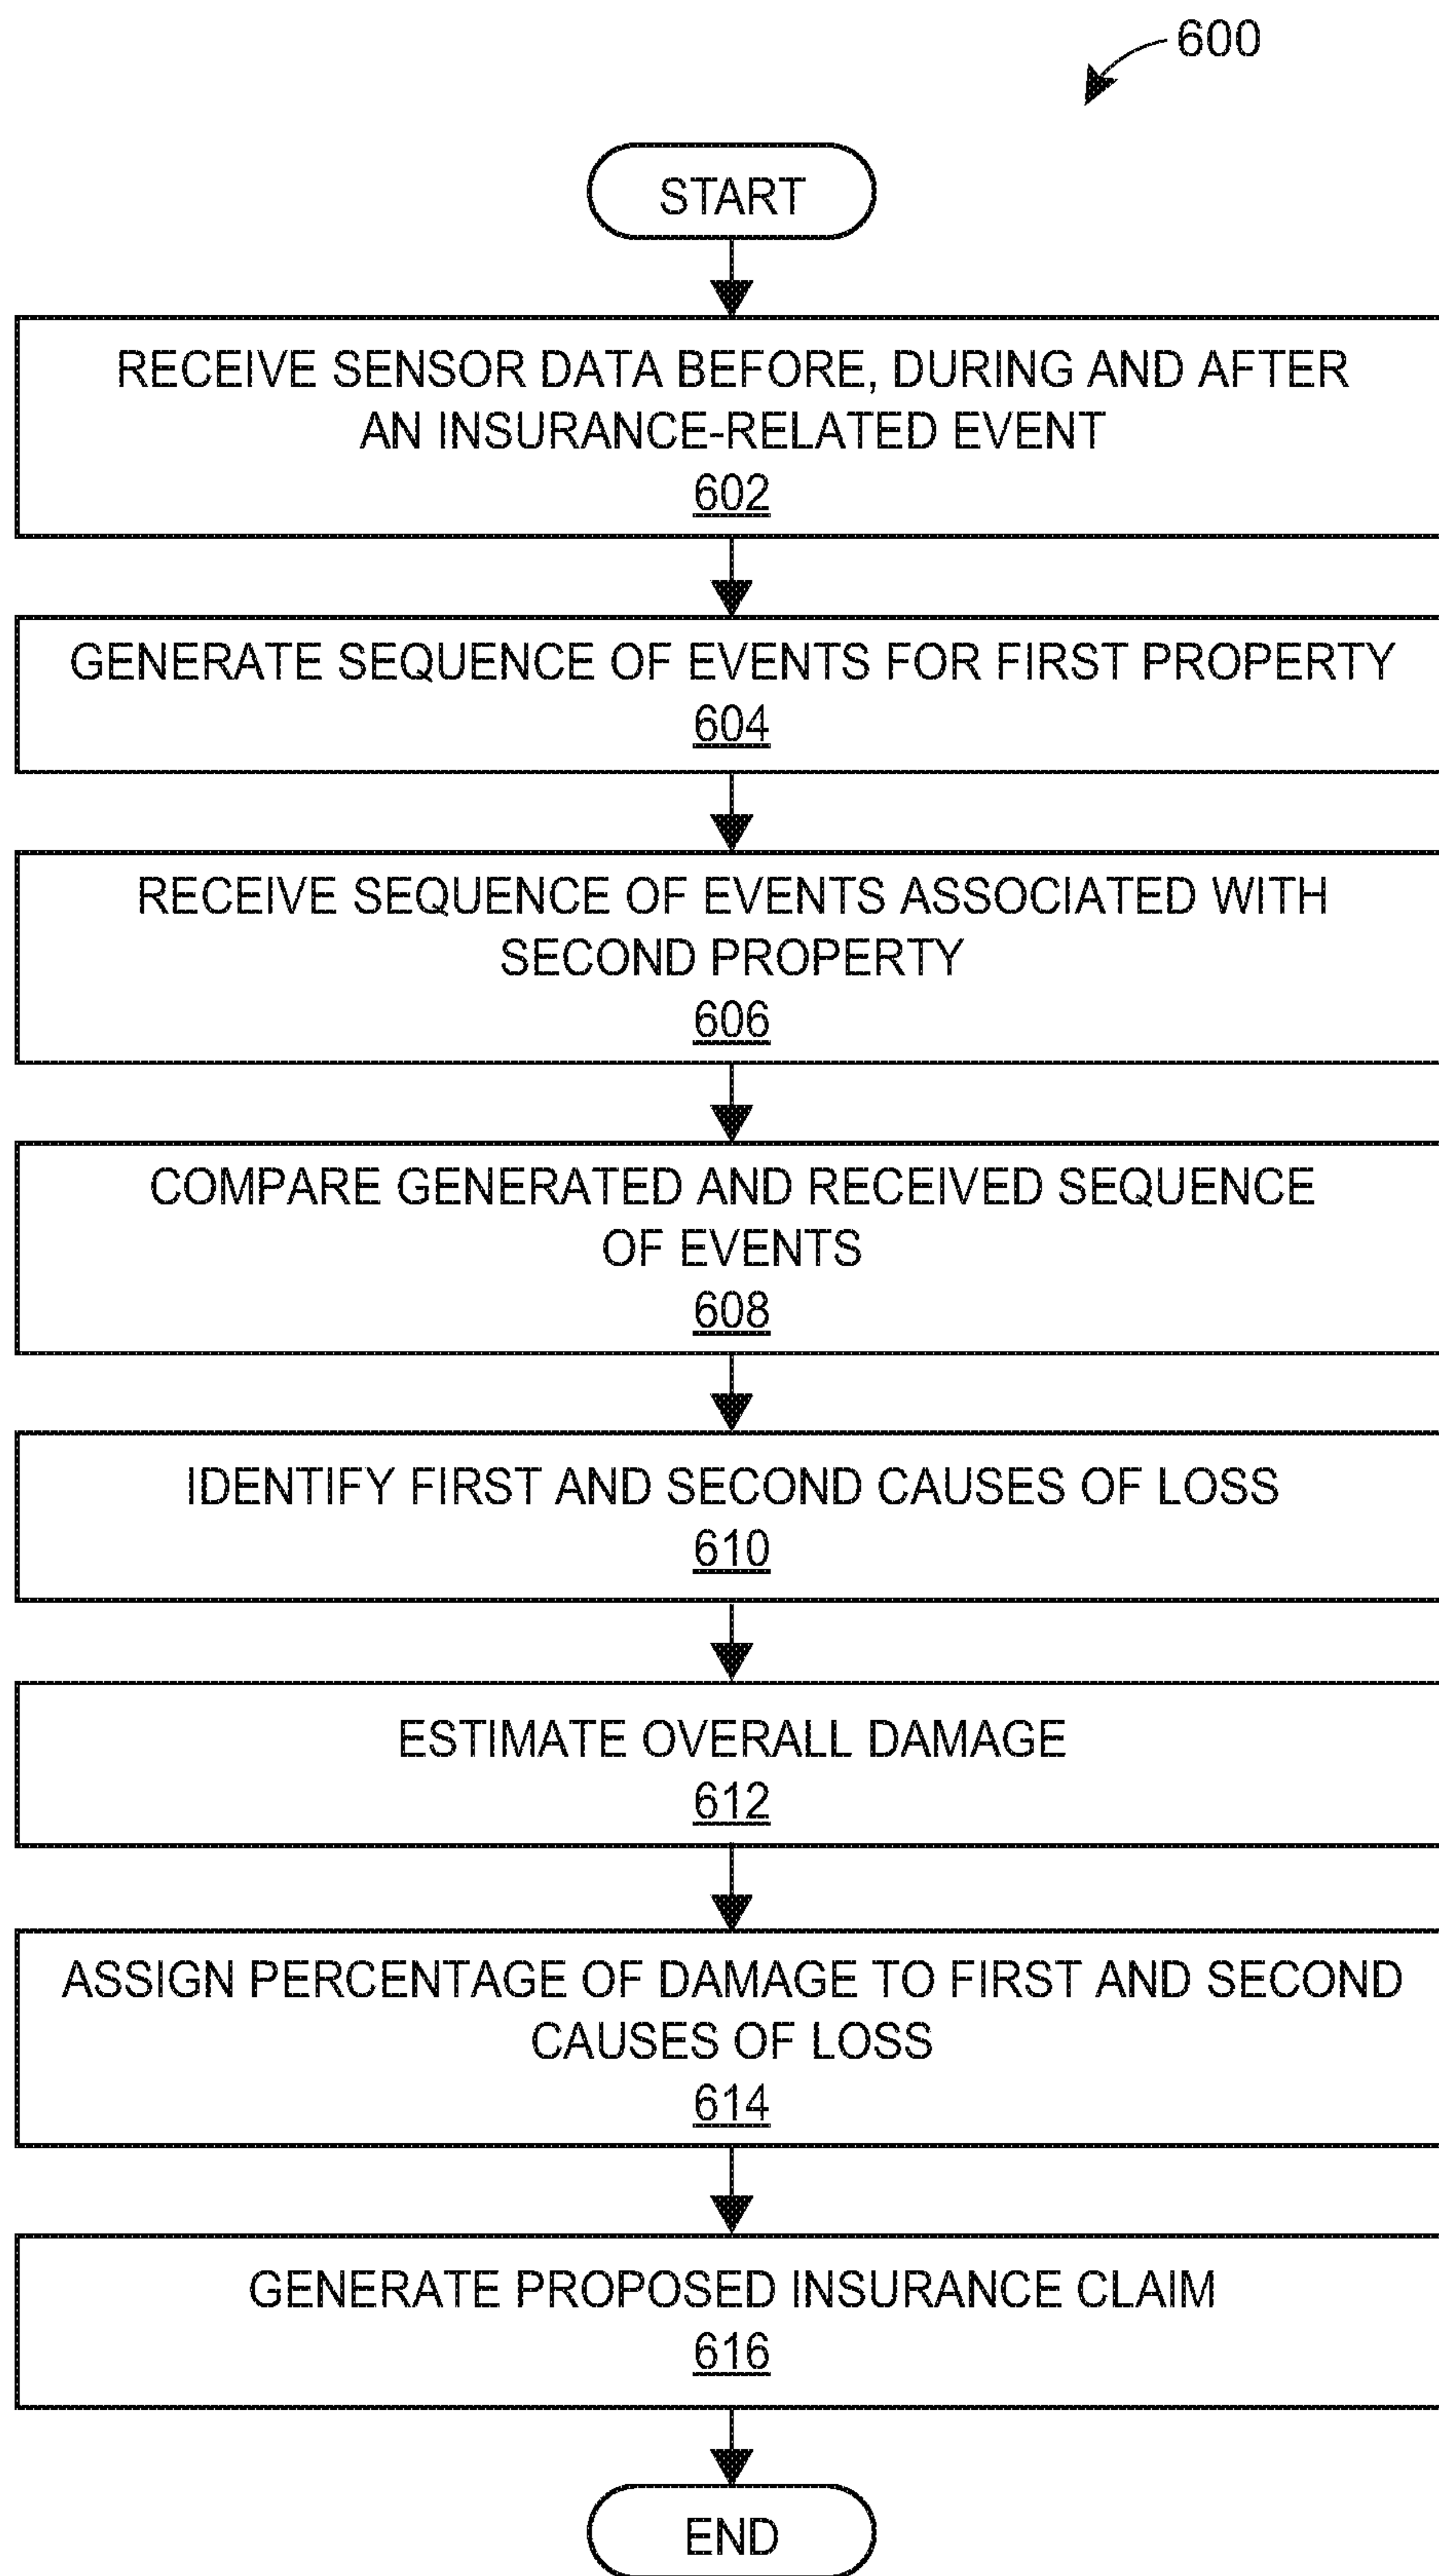 600
START
RECEIVE SENSOR DATA BEFORE, DURING AND AFTER
AN INSURANCE-RELATED EVENT
602
GENERATE SEQUENCE OF EVENTS FOR FIRST PROPERTY
604
RECEIVE SEQUENCE OF EVENTS ASSOCIATED WITH
SECOND PROPERTY
606
COMPARE GENERATED AND RECEIVED SEQUENCE
OF EVENTS
608
IDENTIFY FIRST AND SECOND CAUSES OF LOSS
610
ESTIMATE OVERALL DAMAGE
612
ASSIGN PERCENTAGE OF DAMAGE TO FIRST AND SECOND
CAUSES OF LOSS
614
GENERATE PROPOSED INSURANCE CLAIM
616
END